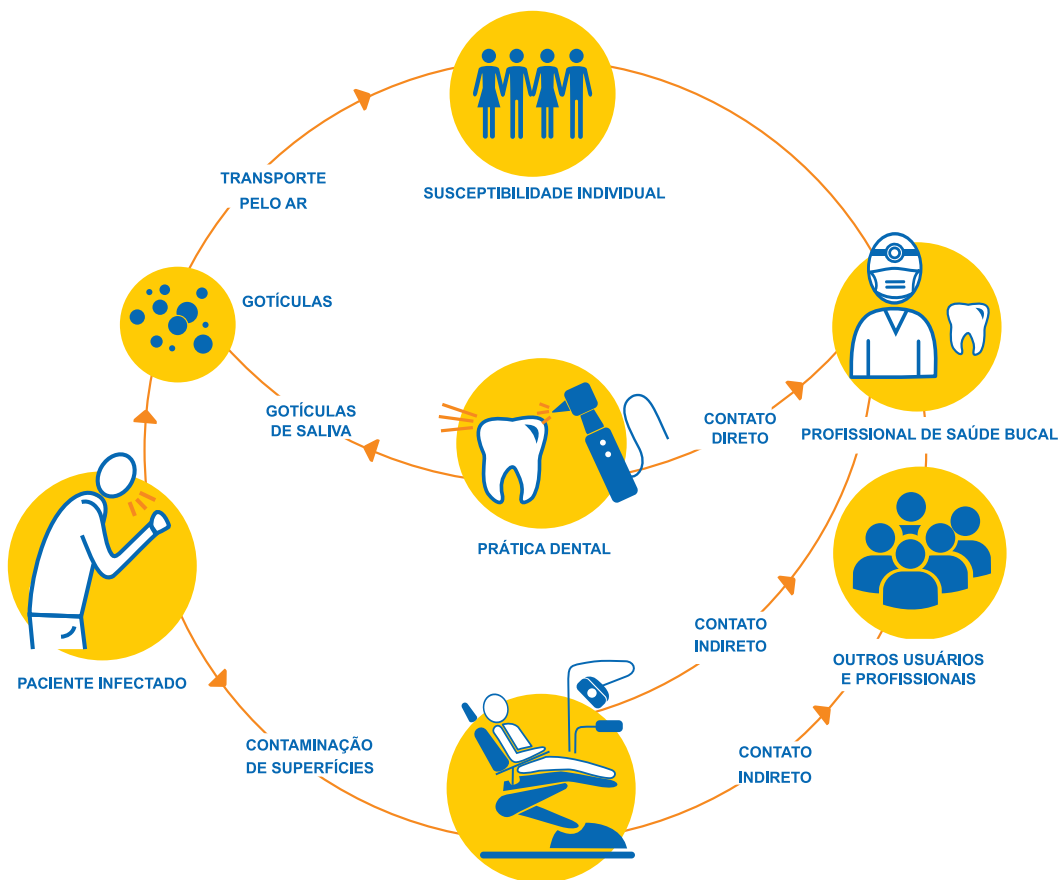 TRANSPORTE
PELO AR
SUSCEPTIBILIDADE INDIVIDUAL
GOTÍCULAS
GOTÍCULAS
DE SALIVA
CONTATO
DIRETO
PROFISSIONAL DE SAÚDE BUCAL
PRÁTICA DENTAL
PACIENTE INFECTADO
CONTATO
INDIRETO
OUTROS USUÁRIOS
E PROFISSIONAIS
CONTAMINAÇÃO
DE SUPERFÍCIES
CONTATO
INDIRETO